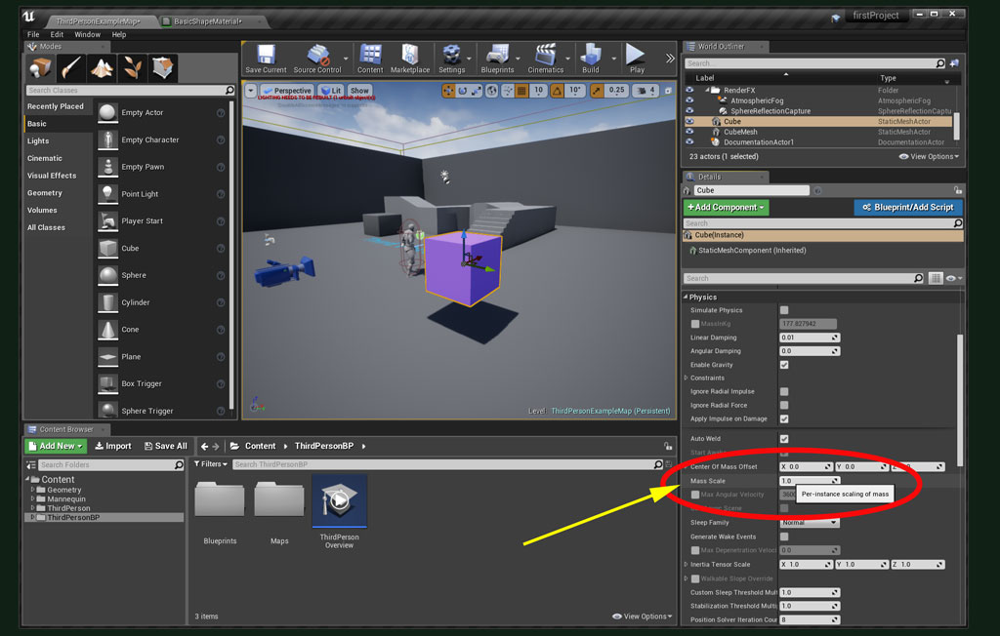 ThirdPersonExampleMap•
BasicShapeMaterial•
firstProject
File Edit Window Help
Modes
Search Classes
Recently Placed
Basic
Lights
Cinematic
Visual Effects
Geometry
Volumes
All Classes
Empty Actor
Empty Character
Empty Pawn
Point Light
Player Start
Cube
Sphere
Cylinder
Cone
Plane
Box Trigger
Sphere Trigger
Save Current Source Control Content Marketplace Settings Blueprints Cinematics Build Play
Perspective Lit Show 10 10° 0.25 4
LIGHTING NEEDS TO BE REBUILT (1 unbuilt object(s))
Level: ThirdPersonExampleMap (Persistent)
World Outliner
Search...
Label Type
RenderFX Folder
AtmosphericFog AtmosphericFog
SphereReflectionCapture SphereReflectionCaptu
Cube StaticMeshActor
CubeMesh StaticMeshActor
DocumentationActor1 DocumentationActor
23 actors (1 selected) View Options
Details
Cube
+Add Component Blueprint/Add Script
Search
Cube(Instance)
StaticMeshComponent (Inherited)
Search
Physics
Simulate Physics
MassInKg 177.827942
Linear Damping 0.01
Angular Damping 0.0
Enable Gravity
Constraints
Ignore Radial Impulse
Ignore Radial Force
Apply Impulse on Damage
Auto Weld
Center Of Mass Offset X 0.0 Y 0.0 Z
Mass Scale 1.0
Max Angular Velocity 3600
Per-instance scaling of mass
Scene
Sleep Family Normal
Generate Wake Events
Max Depenetration Veloci 0.0
Inertia Tensor Scale X 1.0 Y 1.0 Z 1.0
Walkable Slope Override
Custom Sleep Threshold Mult 1.0
Stabilization Threshold Multi 1.0
Position Solver Iteration Cour 8
Content Browser
Add New Import Save All Content ThirdPersonBP
Search Folders
Filters Search ThirdPersonBP
Content
Geometry
Mannequin
ThirdPerson
ThirdPersonBP
Blueprints
Maps
ThirdPerson
Overview
3 items View Options